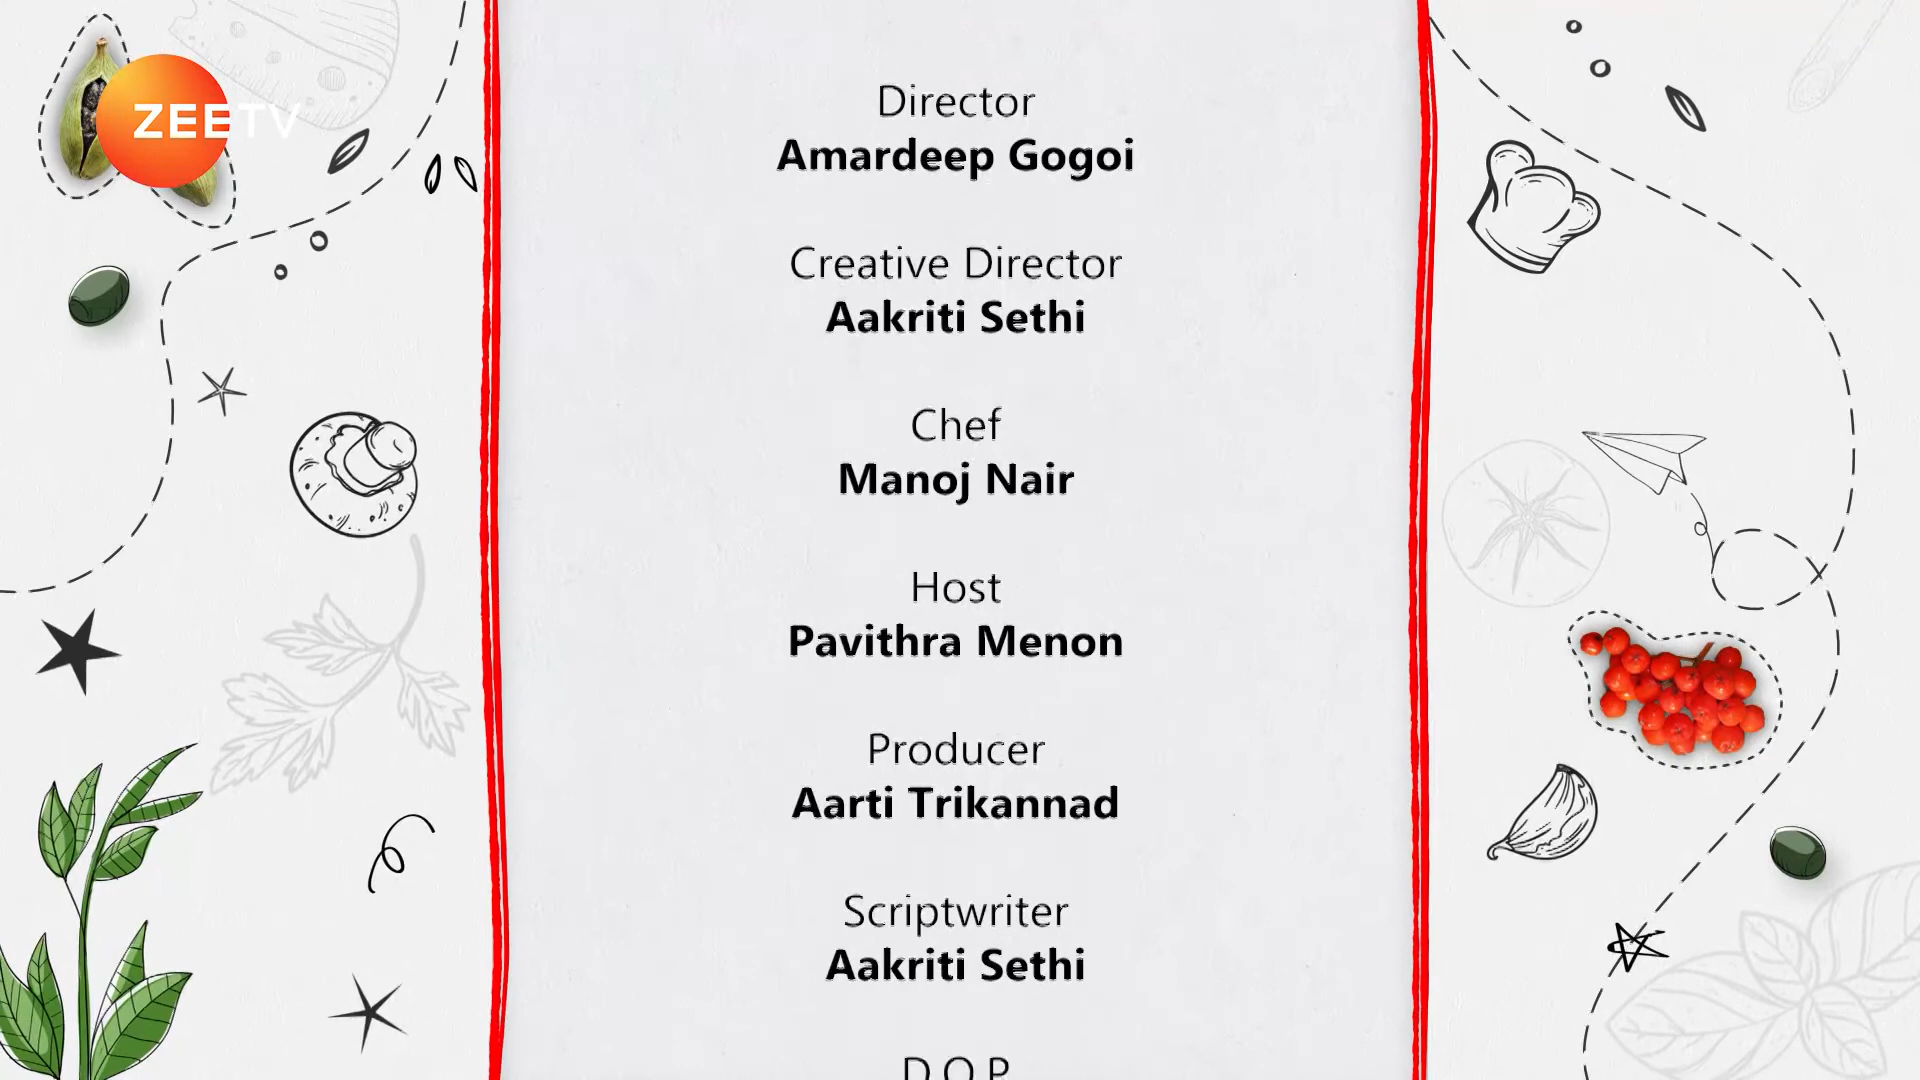 ZEETV
Director
Amardeep Gogoi
Creative Director
Aakriti Sethi
Chef
Manoj Nair
Host
Pavithra Menon
Producer
Aarti Trikannad
Scriptwriter
Aakriti Sethi
D.O.P